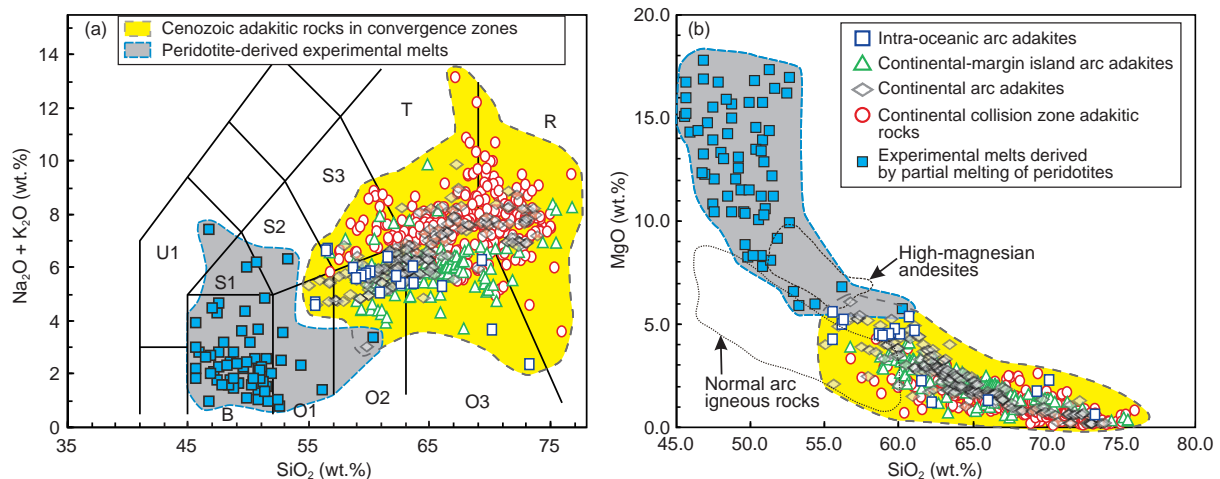 (a)
Cenozoic adakitic rocks in convergence zones
Peridotite-derived experimental melts
Na₂O + K₂O (wt.%)
14
12
10
8
6
4
2
0
T
R
S3
S2
U1
S1
B
O1
O2
O3
35
45
55
65
75
SiO₂ (wt.%)
(b)
Intra-oceanic arc adakites
Continental-margin island arc adakites
Continental arc adakites
Continental collision zone adakitic
rocks
Experimental melts derived
by partial melting of peridotites
MgO (wt.%)
20.0
15.0
10.0
5.0
0.0
High-magnesian
andesites
Normal arc
igneous rocks
45.0
50.0
55.0
60.0
65.0
70.0
75.0
80.0
SiO₂ (wt.%)